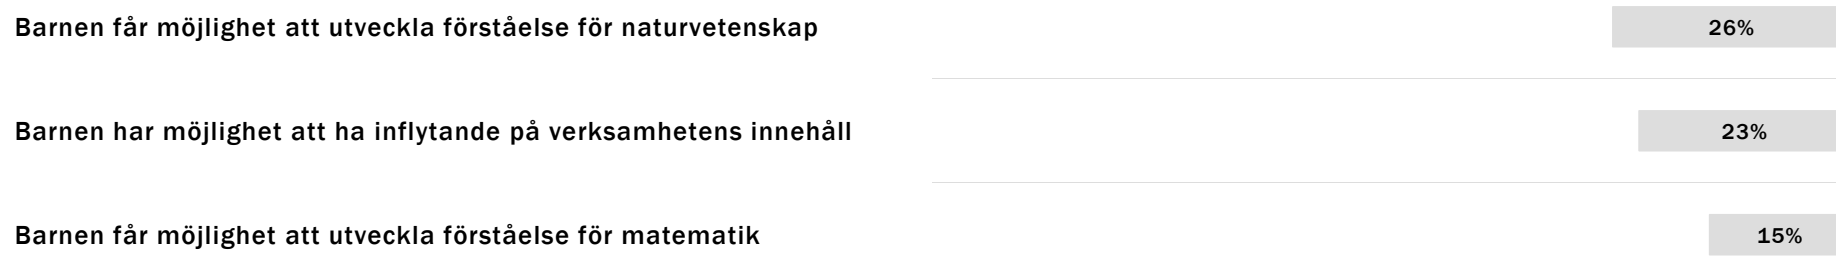 Barnen får möjlighet att utveckla förståelse för naturvetenskap 26%
Barnen har möjlighet att ha inflytande på verksamhetens innehåll 23%
Barnen får möjlighet att utveckla förståelse för matematik 15%